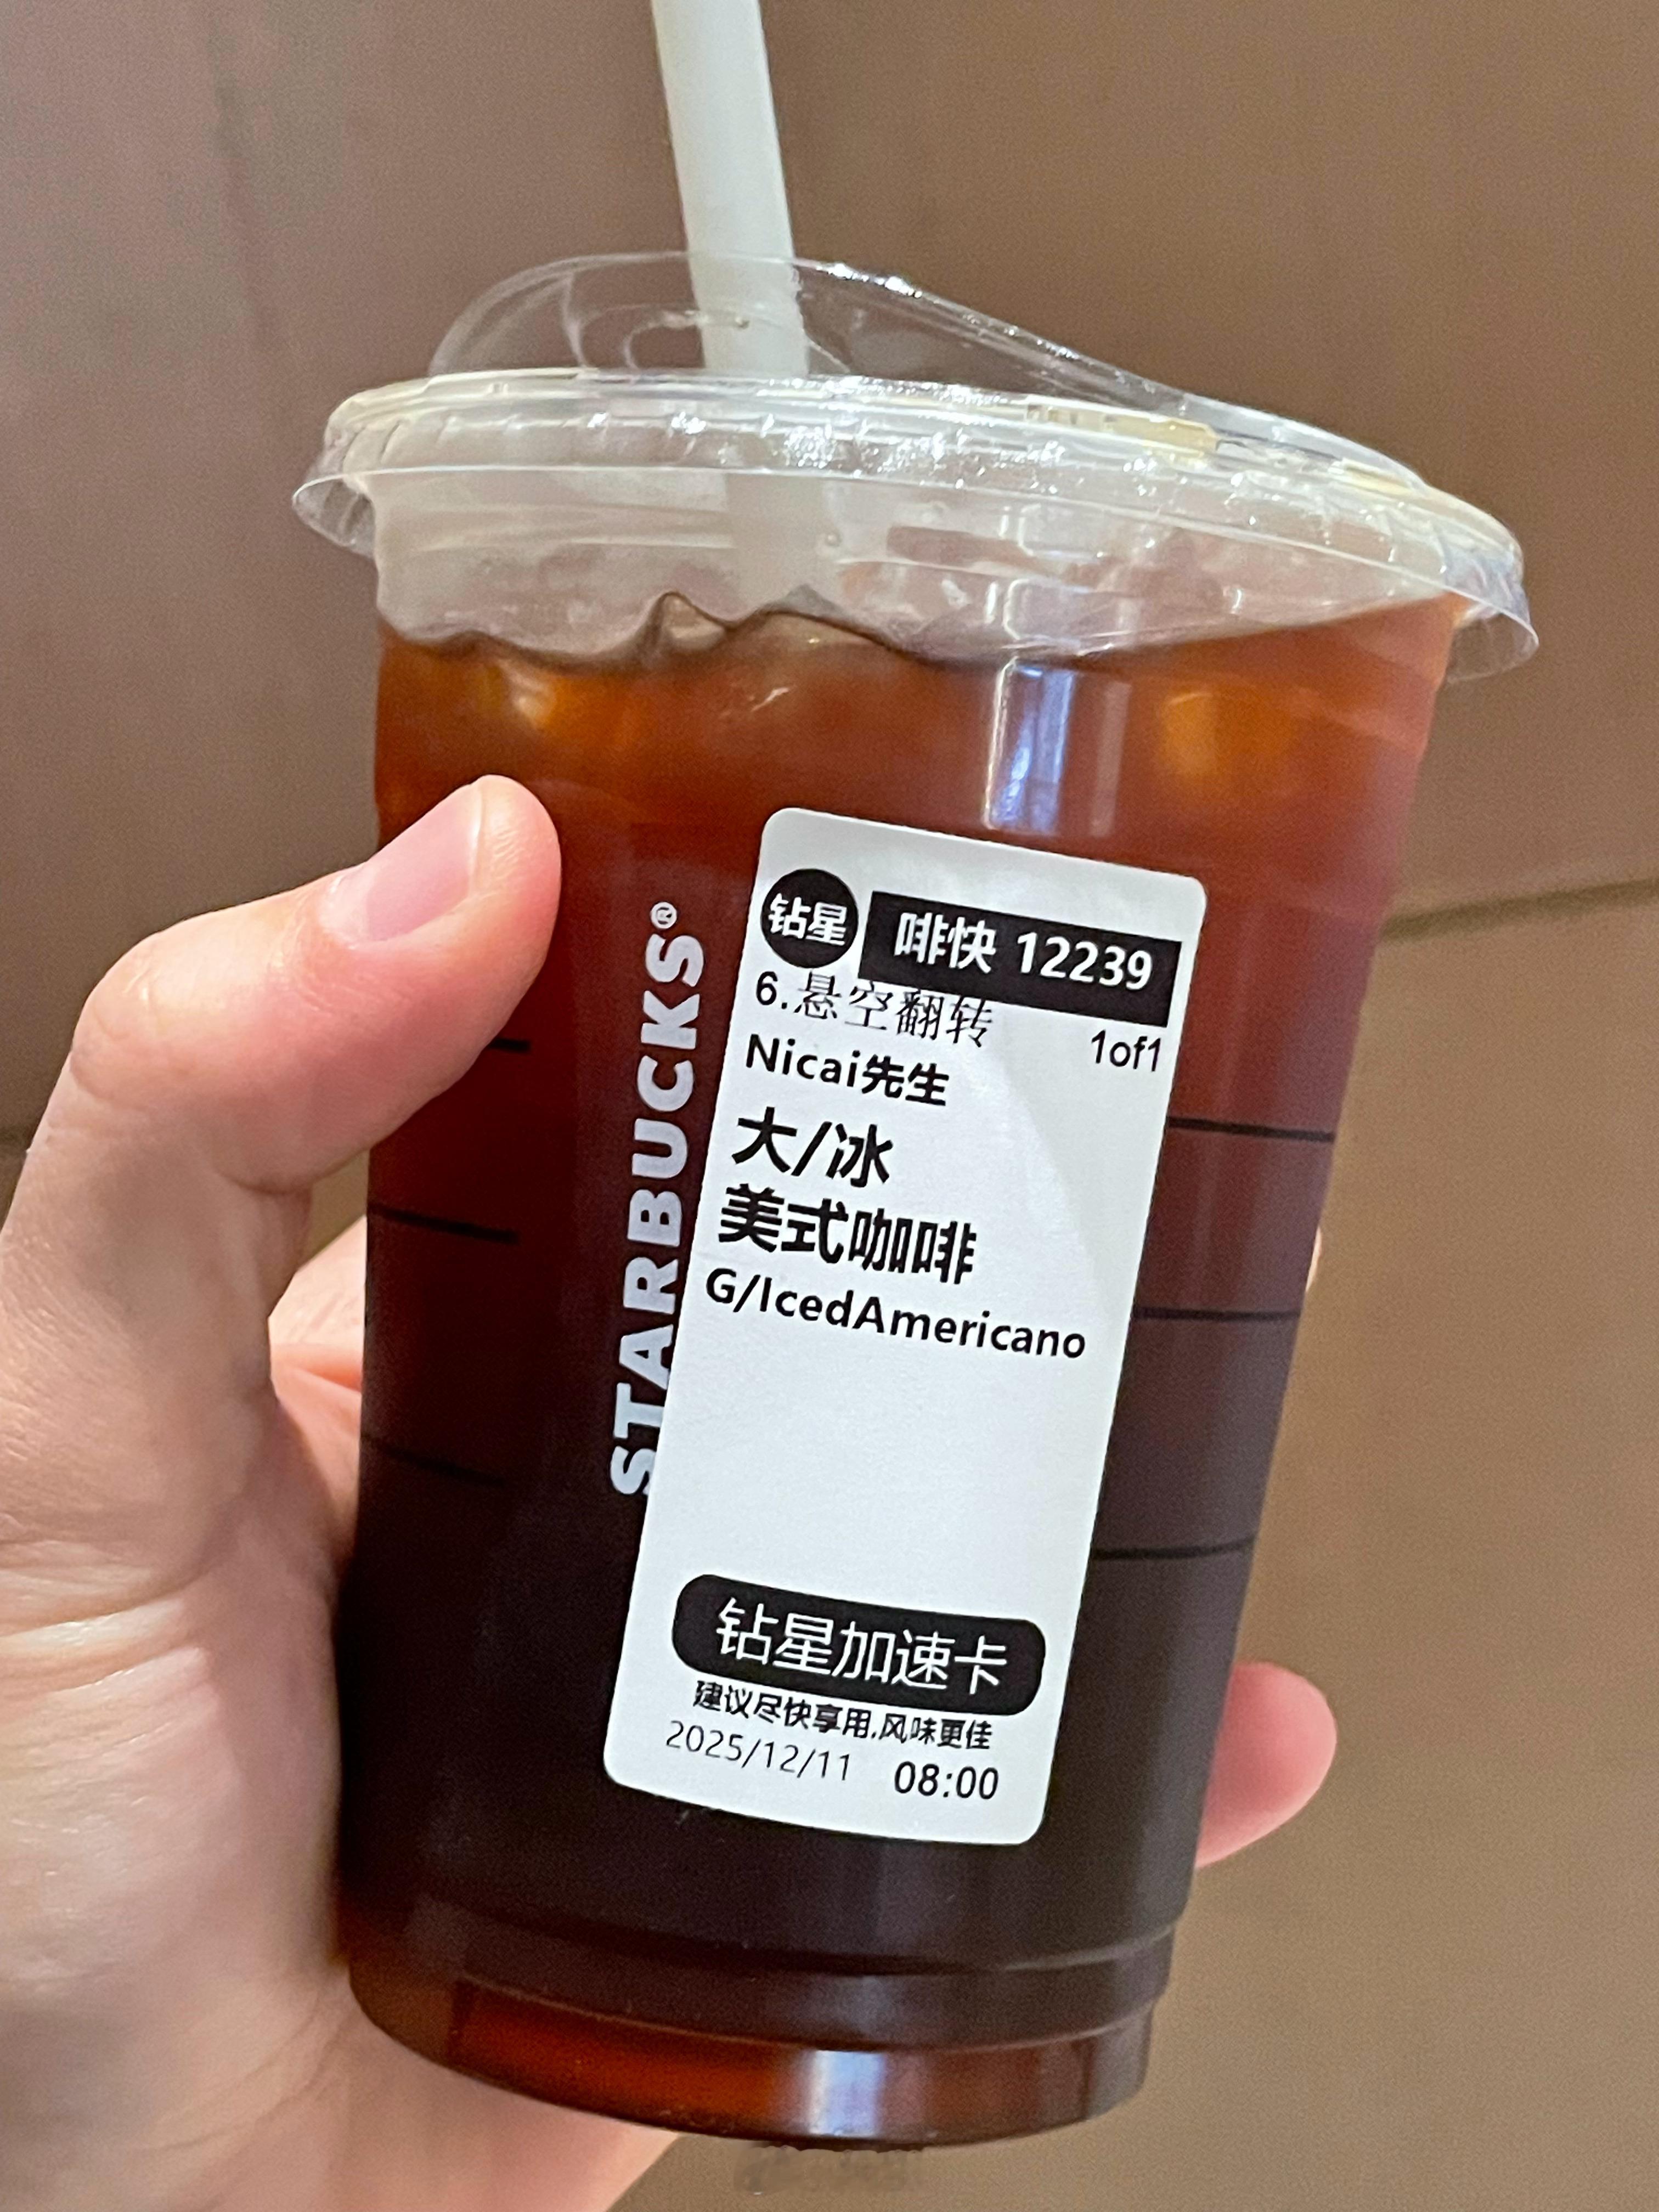 STARBUCKS®
钻星 啡快 12239
6.悬空翻转
1of1
Nicai先生
大/冰
美式咖啡
G/IcedAmericano
钻星加速卡
建议尽快享用,风味更佳
2025/12/11 08:00